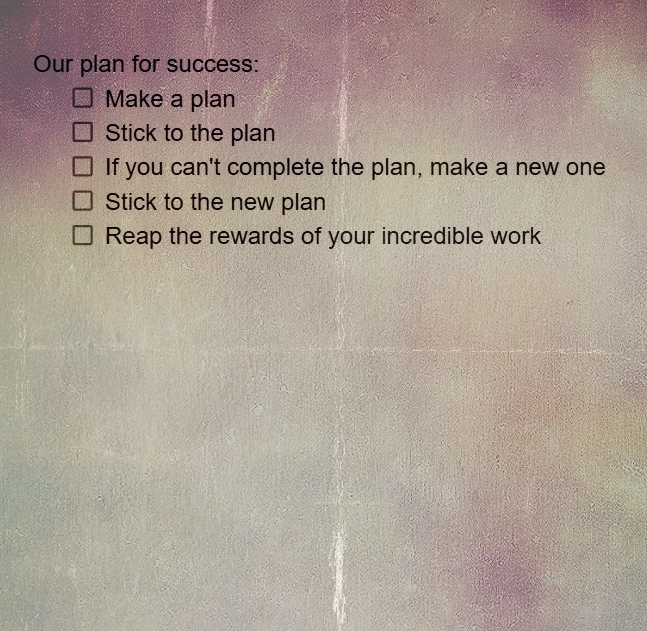 Our plan for success:
☐ Make a plan
☐ Stick to the plan
☐ If you can't complete the plan, make a new one
☐ Stick to the new plan
☐ Reap the rewards of your incredible work